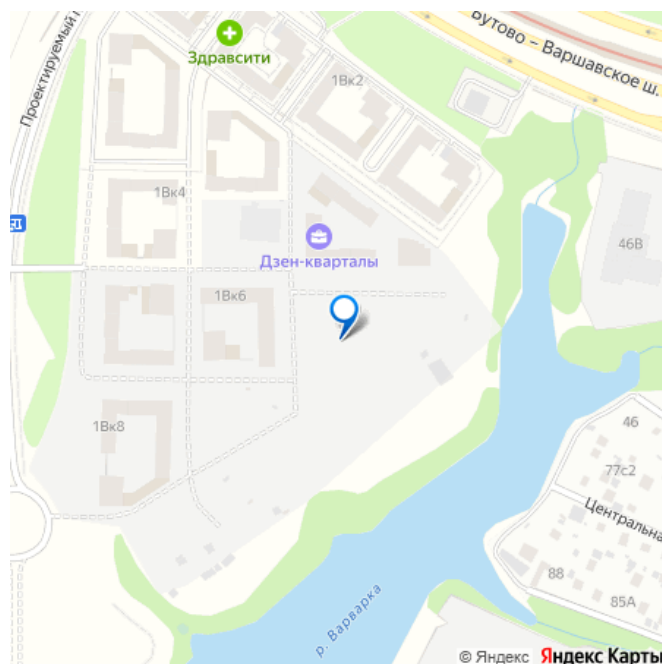 Проектируемый
Здравсити
Бутово – Варшавское ш.
1Вк2
1Вк4
46В
Дзен-кварталы
1Вк6
1Вк8
46
77с2
Центральна
88
85А
р. Варварка
© Яндекс Яндекс Карты